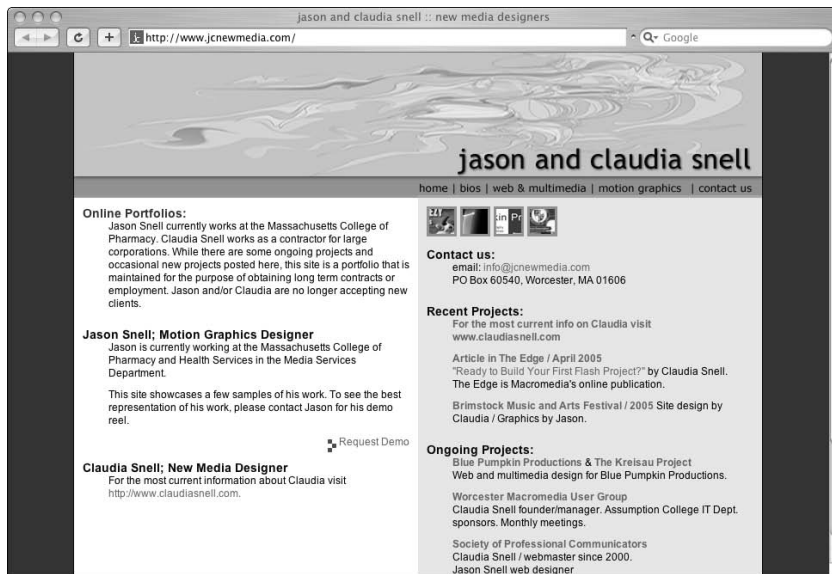 jason and claudia snell :: new media designers
http://www.jcnewmedia.com/
Google
jason and claudia snell
home | bios | web & multimedia | motion graphics | contact us
Online Portfolios:
Jason Snell currently works at the Massachusetts College of
Pharmacy. Claudia Snell works as a contractor for large
corporations. While there are some ongoing projects and
occasional new projects posted here, this site is a portfolio that is
maintained for the purpose of obtaining long term contracts or
employment. Jason and/or Claudia are no longer accepting new
clients.
Jason Snell; Motion Graphics Designer
Jason is currently working at the Massachusetts College of
Pharmacy and Health Services in the Media Services
Department.
This site showcases a few samples of his work. To see the best
representation of his work, please contact Jason for his demo
reel.
Request Demo
Claudia Snell; New Media Designer
For the most current information about Claudia visit
http://www.claudiasnell.com.
Contact us:
email: info@jcnewmedia.com
PO Box 60540, Worcester, MA 01606
Recent Projects:
For the most current info on Claudia visit
www.claudiasnell.com
Article in The Edge / April 2005
"Ready to Build Your First Flash Project?" by Claudia Snell.
The Edge is Macromedia's online publication.
Brimstock Music and Arts Festival / 2005 Site design by
Claudia / Graphics by Jason.
Ongoing Projects:
Blue Pumpkin Productions & The Kreisau Project
Web and multimedia design for Blue Pumpkin Productions.
Worcester Macromedia User Group
Claudia Snell founder/manager. Assumption College IT Dept.
sponsors. Monthly meetings.
Society of Professional Communicators
Claudia Snell / webmaster since 2000.
Jason Snell web designer